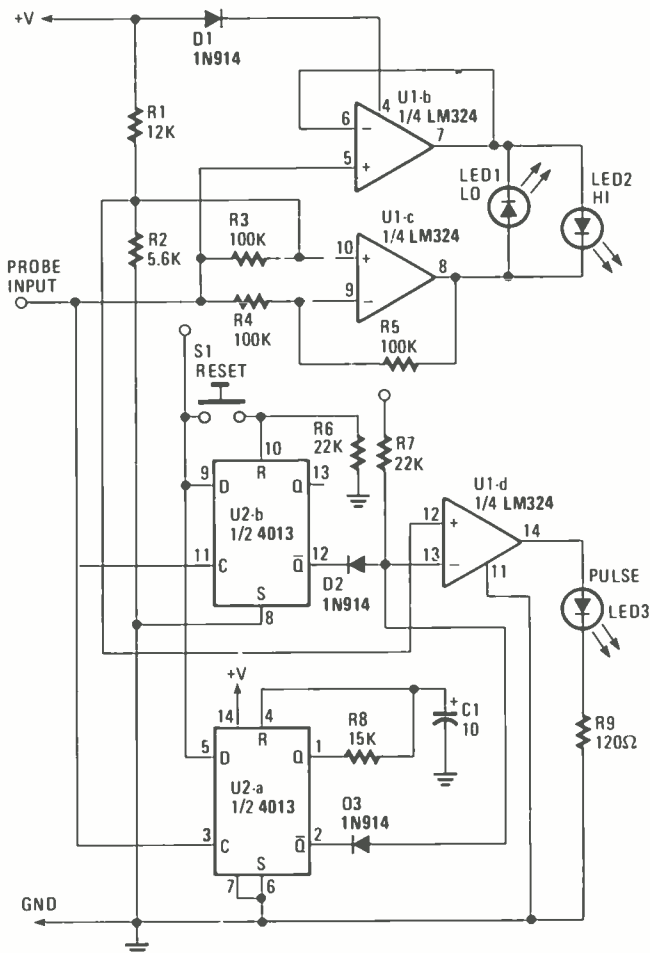 +V
D1
1N914
R1
12K
4
U1-b
1/4 LM324
6
−
7
5
+
LED1
LO
LED2
HI
R2
5.6K
R3
100K
U1-c
1/4 LM324
10
+
8
9
−
PROBE
INPUT
R4
100K
R5
100K
S1
RESET
R6
22K
R7
22K
10
R
9
D
Q
13
U2-b
1/2 4013
11
C
Q̅
12
S
8
D2
1N914
U1-d
1/4 LM324
12
+
14
13
−
11
PULSE
LED3
+V
14
4
R
5
D
Q
1
R8
15K
+
C1
10
R9
120Ω
U2-a
1/2 4013
O3
1N914
3
C
Q̅
2
S
7
6
GND